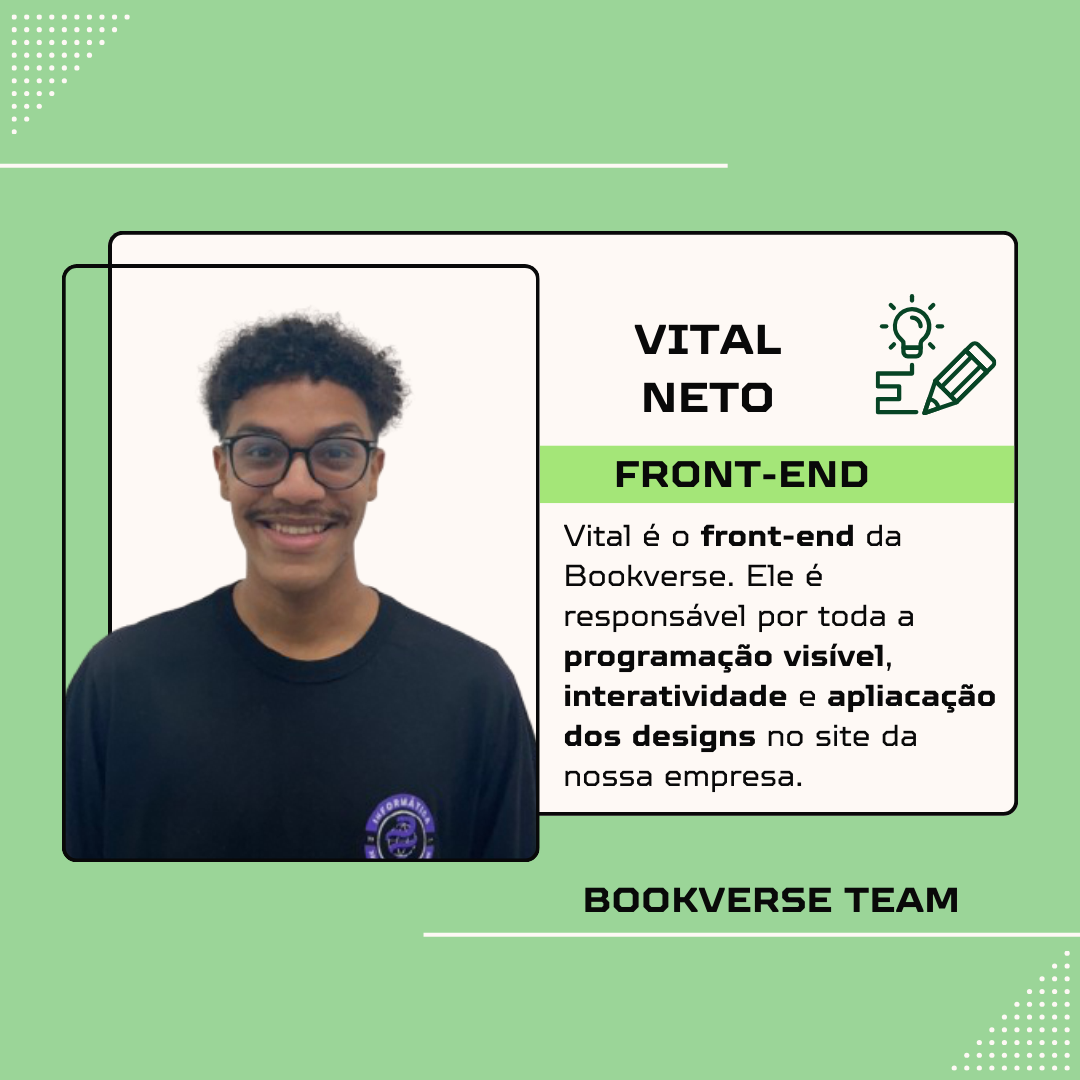 VITAL
NETO
FRONT-END
Vital é o front-end da
Bookverse. Ele é
responsável por toda a
programação visível,
interatividade e apliacação
dos designs no site da
nossa empresa.
INFORMÁTICA
BOOKVERSE TEAM